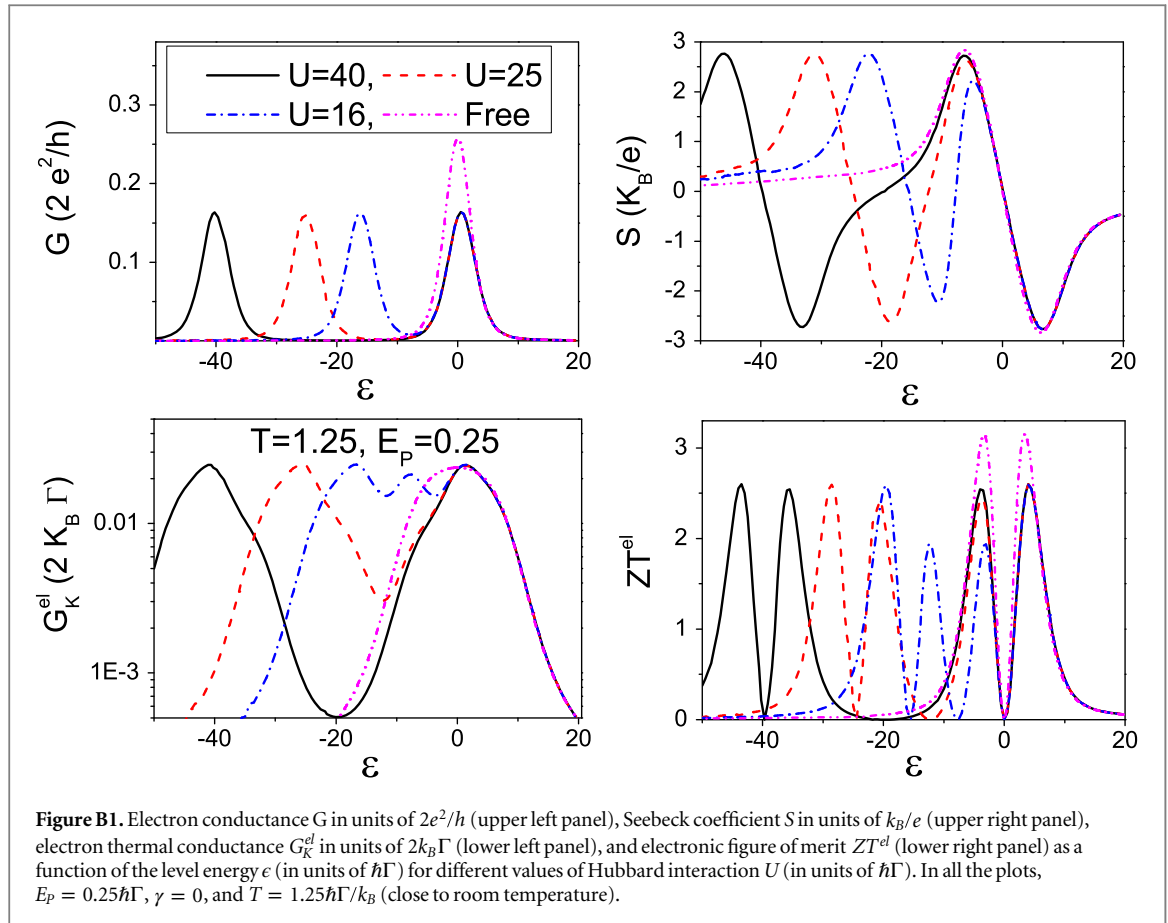 0.3
0.2
0.1
G (2 e²/h)
U=40, U=25
U=16, Free
-40 -20 0 20
ε
3
2
1
0
-1
-2
-3
S (K_B/e)
-40 -20 0 20
ε
0.01
1E-3
G_K^el (2 K_B Γ)
T=1.25, E_P=0.25
-40 -20 0 20
ε
3
2
1
0
ZT^el
-40 -20 0 20
ε
Figure B1. Electron conductance G in units of 2e²/h (upper left panel), Seebeck coefficient S in units of k_B/e (upper right panel),
electron thermal conductance G_K^el in units of 2k_BΓ (lower left panel), and electronic figure of merit ZT^el (lower right panel) as a
function of the level energy ϵ (in units of ℏΓ) for different values of Hubbard interaction U (in units of ℏΓ). In all the plots,
E_P = 0.25ℏΓ, γ = 0, and T = 1.25ℏΓ/k_B (close to room temperature).